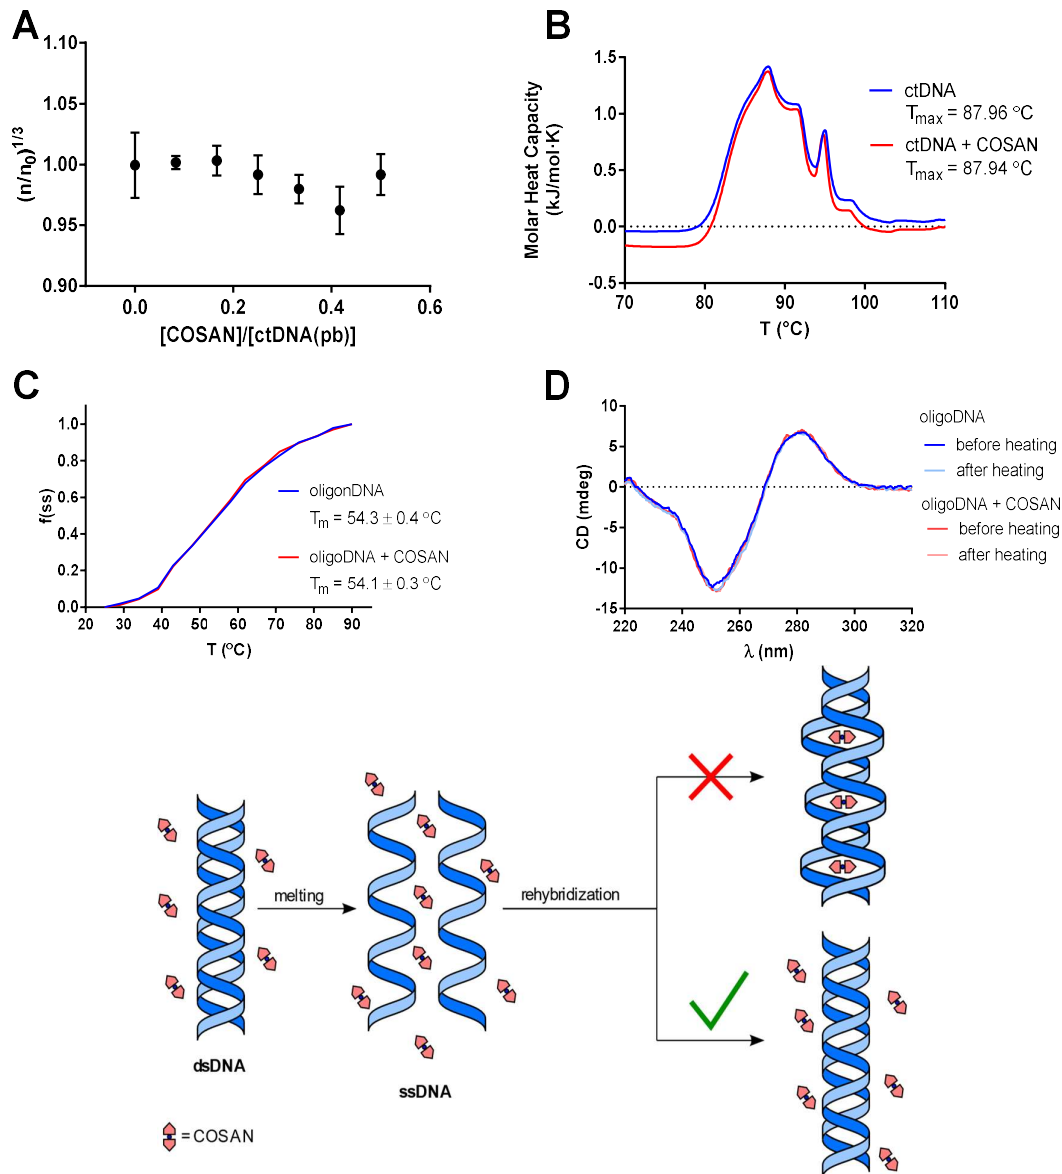 A
1.10
1.05
1.00
0.95
0.90
(n/n₀)¹/³
0.0
0.2
0.4
0.6
[COSAN]/[ctDNA(pb)]
B
1.5
1.0
0.5
0.0
-0.5
Molar Heat Capacity
(kJ/mol·K)
70
80
90
100
110
T (°C)
ctDNA
Tmax = 87.96 °C
ctDNA + COSAN
Tmax = 87.94 °C
C
1.0
0.8
0.6
0.4
0.2
0.0
f(ss)
20
30
40
50
60
70
80
90
T (°C)
oligonDNA
Tm = 54.3 ± 0.4 °C
oligoDNA + COSAN
Tm = 54.1 ± 0.3 °C
D
10
5
0
-5
-10
-15
CD (mdeg)
220
240
260
280
300
320
λ (nm)
oligoDNA
before heating
after heating
oligoDNA + COSAN
before heating
after heating
melting
rehybridization
dsDNA
ssDNA
= COSAN